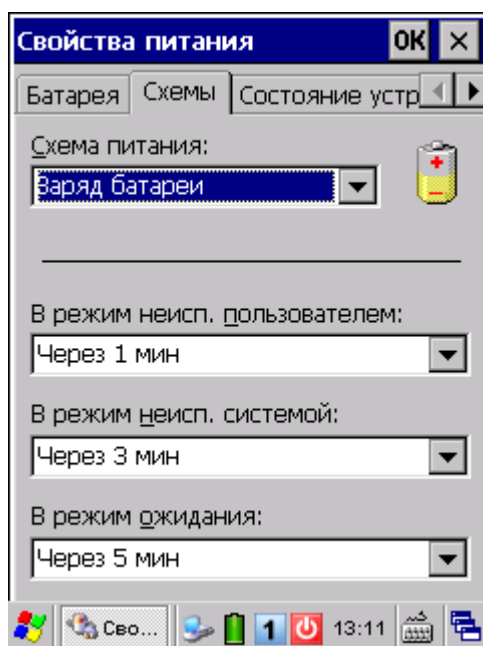 Свойства питания
OK
Батарея
Схемы
Состояние устр
Схема питания:
Заряд батареи
В режим неисп. пользователем:
Через 1 мин
В режим неисп. системой:
Через 3 мин
В режим ожидания:
Через 5 мин
Сво...
1
13:11